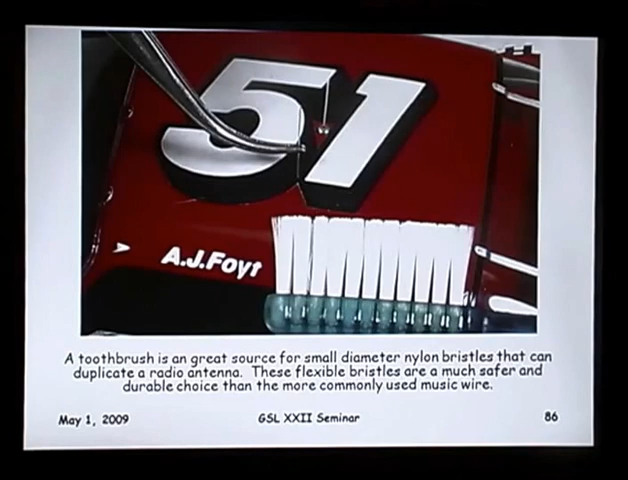 51
A.J.Foyt
A toothbrush is an great source for small diameter nylon bristles that can
duplicate a radio antenna. These flexible bristles are a much safer and
durable choice than the more commonly used music wire.
May 1, 2009 GSL XXII Seminar 86